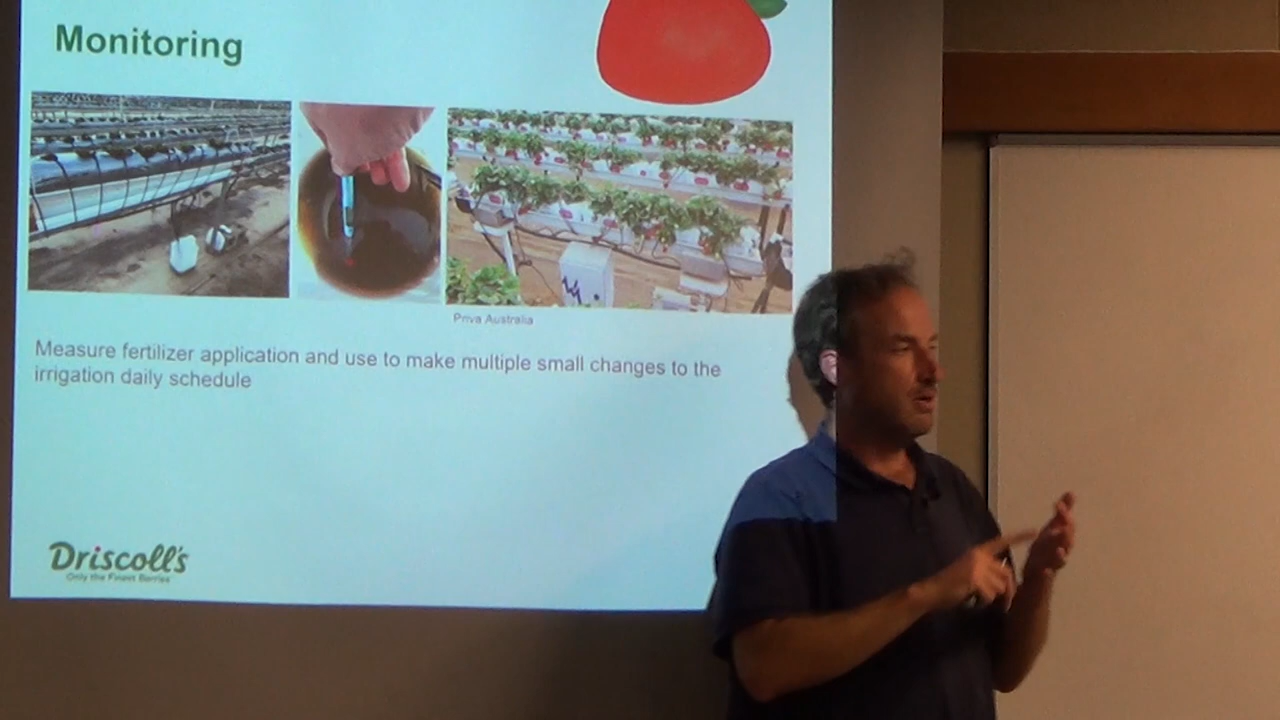 Monitoring
Priva Australia
Measure fertilizer application and use to make multiple small changes to the
irrigation daily schedule
Driscoll's
Only the Finest Berries